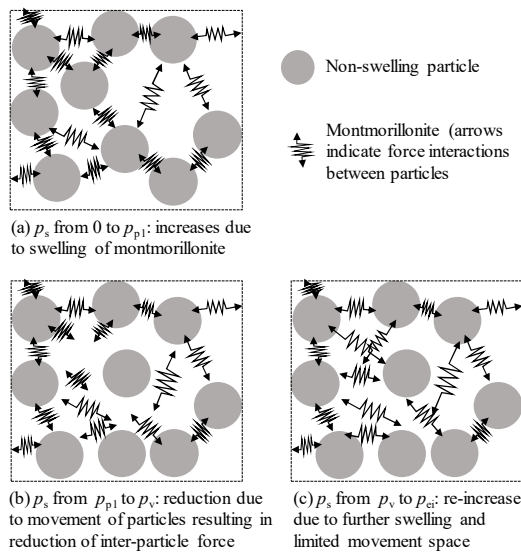 Non-swelling particle
Montmorillonite (arrows
indicate force interactions
between particles
(a) ps from 0 to pp1: increases due
to swelling of montmorillonite
(b) ps from pp1 to pv: reduction due
to movement of particles resulting in
reduction of inter-particle force
(c) ps from pv to pei: re-increase
due to further swelling and
limited movement space